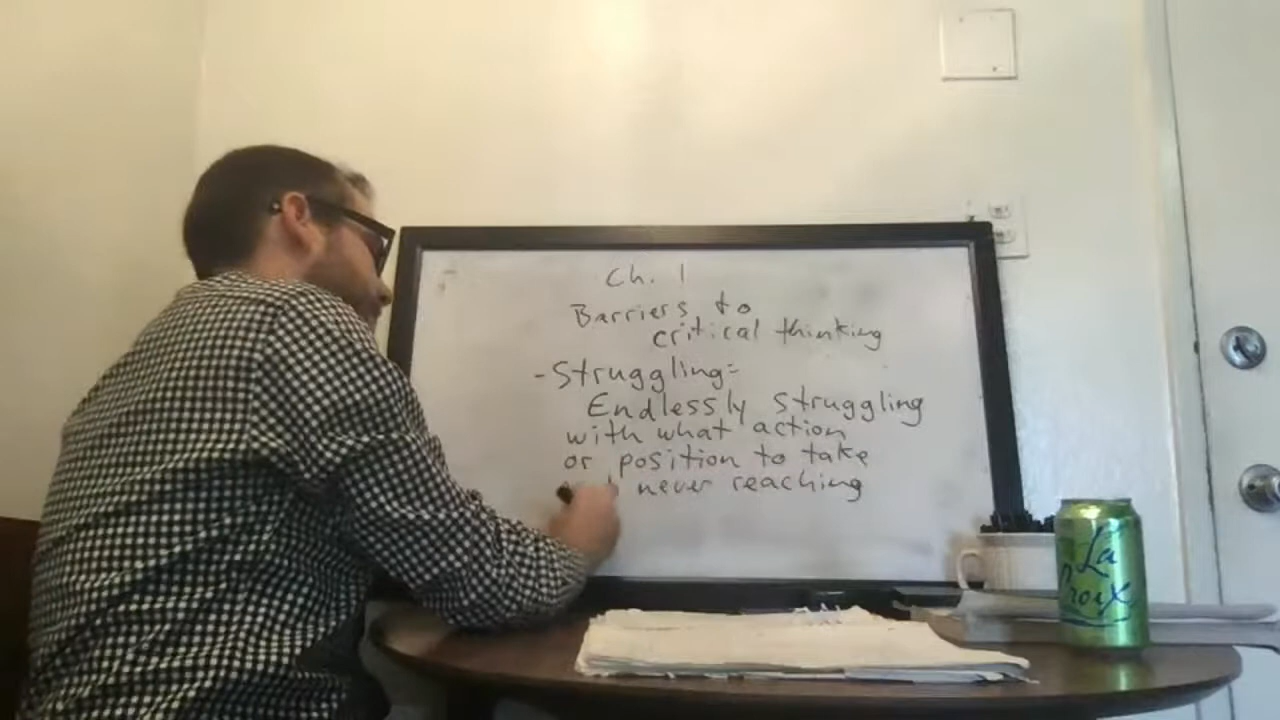 Ch. 1
Barriers to
critical thinking
-Struggling=
Endlessly struggling
with what action
or position to take
never reaching
La
Croix